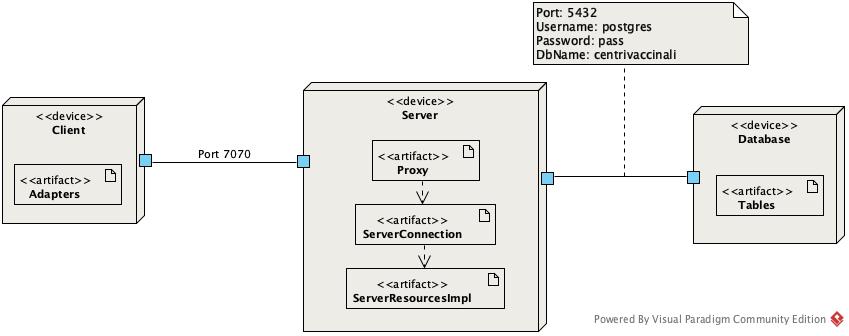 Port: 5432
Username: postgres
Password: pass
DbName: centrivaccinali
<<device>>
Client
<<artifact>>
Adapters
Port 7070
<<device>>
Server
<<artifact>>
Proxy
<<artifact>>
ServerConnection
<<artifact>>
ServerResourcesImpl
<<device>>
Database
<<artifact>>
Tables
Powered By Visual Paradigm Community Edition